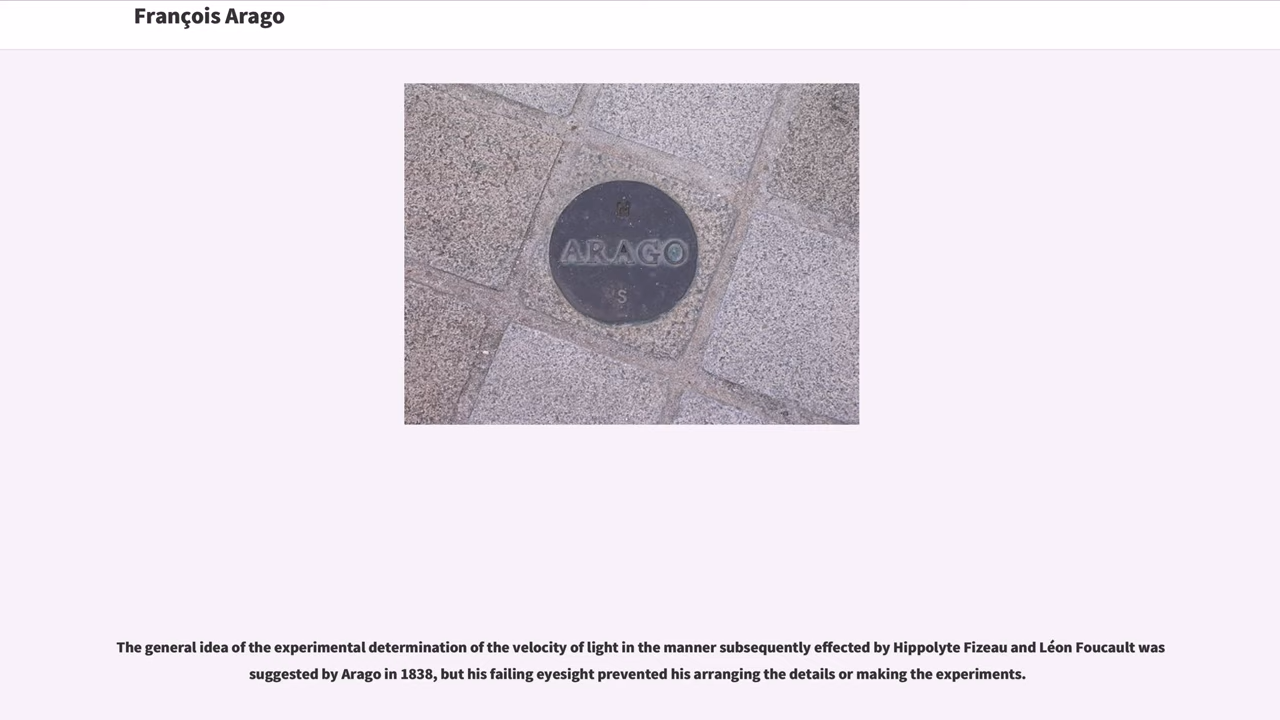 François Arago
ARAGO
S
The general idea of the experimental determination of the velocity of light in the manner subsequently effected by Hippolyte Fizeau and Léon Foucault was
suggested by Arago in 1838, but his failing eyesight prevented his arranging the details or making the experiments.